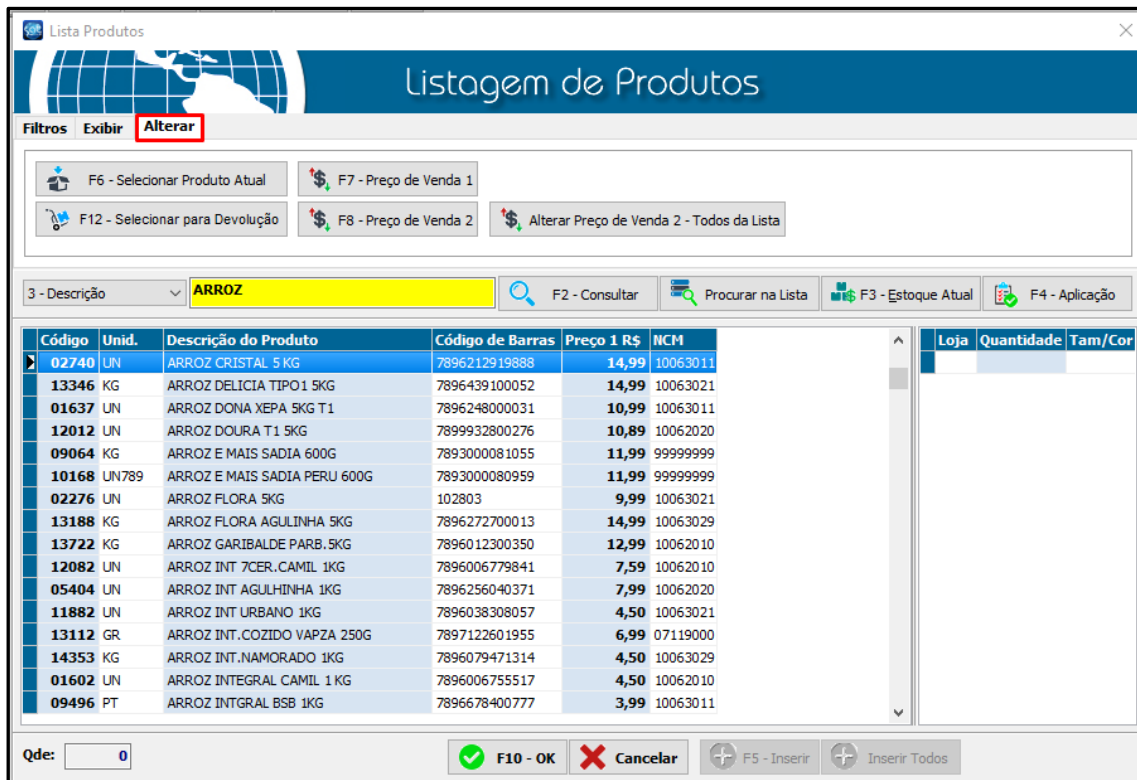 Lista Produtos
Listagem de Produtos
Filtros Exibir Alterar
F6 - Selecionar Produto Atual F7 - Preço de Venda 1
F12 - Selecionar para Devolução F8 - Preço de Venda 2 Alterar Preço de Venda 2 - Todos da Lista
3 - Descrição ARROZ F2 - Consultar Procurar na Lista F3 - Estoque Atual F4 - Aplicação
Código Unid. Descrição do Produto Código de Barras Preço 1 R$ NCM Loja Quantidade Tam/Cor
02740 UN ARROZ CRISTAL 5 KG 7896212919888 14,99 10063011
13346 KG ARROZ DELICIA TIPO1 5KG 7896439100052 14,99 10063021
01637 UN ARROZ DONA XEPA 5KG T1 7896248000031 10,99 10063011
12012 UN ARROZ DOURA T1 5KG 7899932800276 10,89 10062020
09064 KG ARROZ E MAIS SADIA 600G 7893000081055 11,99 99999999
10168 UN789 ARROZ E MAIS SADIA PERU 600G 7893000080959 11,99 99999999
02276 UN ARROZ FLORA 5KG 102803 9,99 10063021
13188 KG ARROZ FLORA AGULINHA 5KG 7896272700013 14,99 10063029
13722 KG ARROZ GARIBALDE PARB.5KG 7896012300350 12,99 10062010
12082 UN ARROZ INT 7CER.CAMIL 1KG 7896006779841 7,59 10062010
05404 UN ARROZ INT AGULHINHA 1KG 7896256040371 7,99 10062020
11882 UN ARROZ INT URBANO 1KG 7896038308057 4,50 10063021
13112 GR ARROZ INT.COZIDO VAPZA 250G 7897122601955 6,99 07119000
14353 KG ARROZ INT.NAMORADO 1KG 7896079471314 4,50 10063029
01602 UN ARROZ INTEGRAL CAMIL 1 KG 7896006755517 4,50 10062010
09496 PT ARROZ INTGRAL BSB 1KG 7896678400777 3,99 10063011
Qde: 0 F10 - OK Cancelar F5 - Inserir Inserir Todos